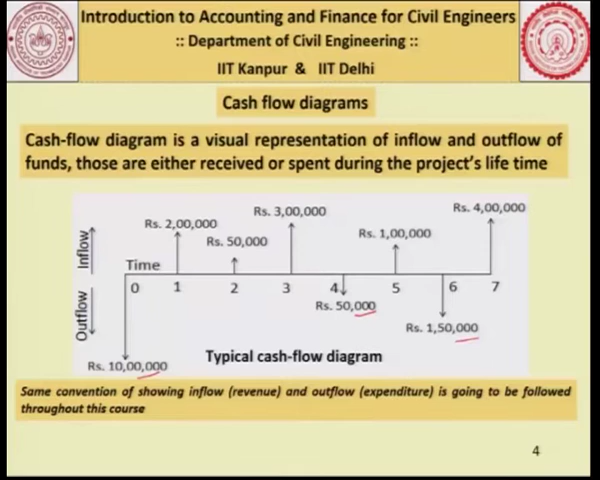 Introduction to Accounting and Finance for Civil Engineers
:: Department of Civil Engineering ::
IIT Kanpur & IIT Delhi
Cash flow diagrams
Cash-flow diagram is a visual representation of inflow and outflow of
funds, those are either received or spent during the project's life time
Rs. 2,00,000
Rs. 50,000
Rs. 3,00,000
Rs. 1,00,000
Rs. 4,00,000
Inflow
Time
0 1 2 3 4 5 6 7
Outflow
Rs. 50,000
Rs. 1,50,000
Rs. 10,00,000
Typical cash-flow diagram
Same convention of showing inflow (revenue) and outflow (expenditure) is going to be followed
throughout this course
4